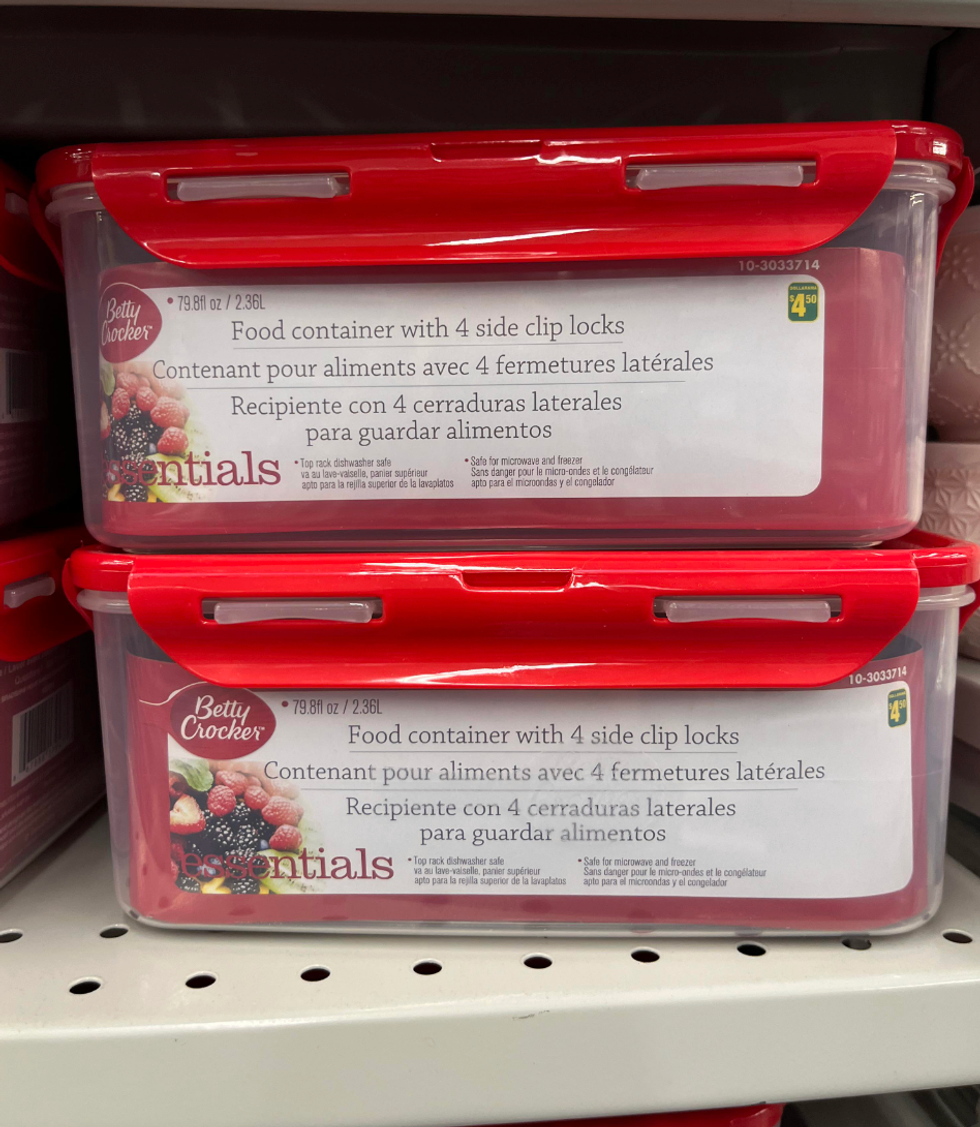 10-3033714
Betty
Crocker™
• 79.8fl oz / 2.36L
DOLLARAMA
$4.50
Food container with 4 side clip locks
Contenant pour aliments avec 4 fermetures latérales
Recipiente con 4 cerraduras laterales
para guardar alimentos
essentials
• Top rack dishwasher safe
va au lave-vaiselle, panier supérieur
apto para la rejilla superior de la lavaplatos
• Safe for microwave and freezer
Sans danger pour le micro-ondes et le congélateur
apto para el microondas y el congelador
10-3033714
Betty
Crocker™
• 79.8fl oz / 2.36L
$4.50
Food container with 4 side clip locks
Contenant pour aliments avec 4 fermetures latérales
Recipiente con 4 cerraduras laterales
para guardar alimentos
essentials
• Top rack dishwasher safe
va au lave-vaiselle, panier supérieur
apto para la rejilla superior de la lavaplatos
• Safe for microwave and freezer
Sans danger pour le micro-ondes et le congélateur
apto para el microondas y el congelador